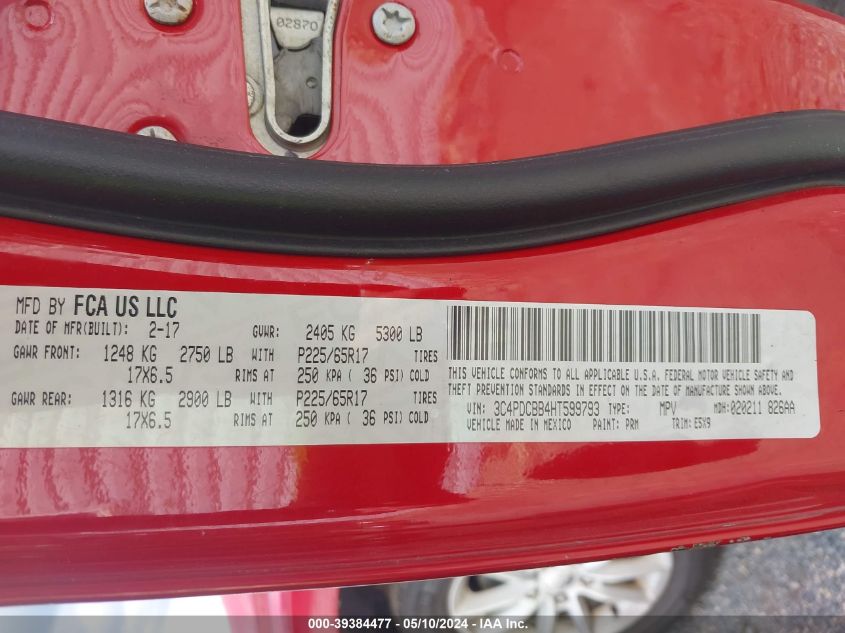 02870
MFD BY FCA US LLC
DATE OF MFR(BUILT): 2-17 GVWR: 2405 KG 5300 LB
GAWR FRONT: 1248 KG 2750 LB WITH P225/65R17 TIRES
17X6.5 RIMS AT 250 KPA ( 36 PSI) COLD
GAWR REAR: 1316 KG 2900 LB WITH P225/65R17 TIRES
17X6.5 RIMS AT 250 KPA ( 36 PSI) COLD
THIS VEHICLE CONFORMS TO ALL APPLICABLE U.S.A. FEDERAL MOTOR VEHICLE SAFETY AND
THEFT PREVENTION STANDARDS IN EFFECT ON THE DATE OF MANUFACTURE SHOWN ABOVE.
VIN: 3C4PDCBB4HT599793 TYPE: MPV MDH: 020211 826AA
VEHICLE MADE IN MEXICO PAINT: PRM TRIM: E5X9
000-39384477 - 05/10/2024 - IAA Inc.